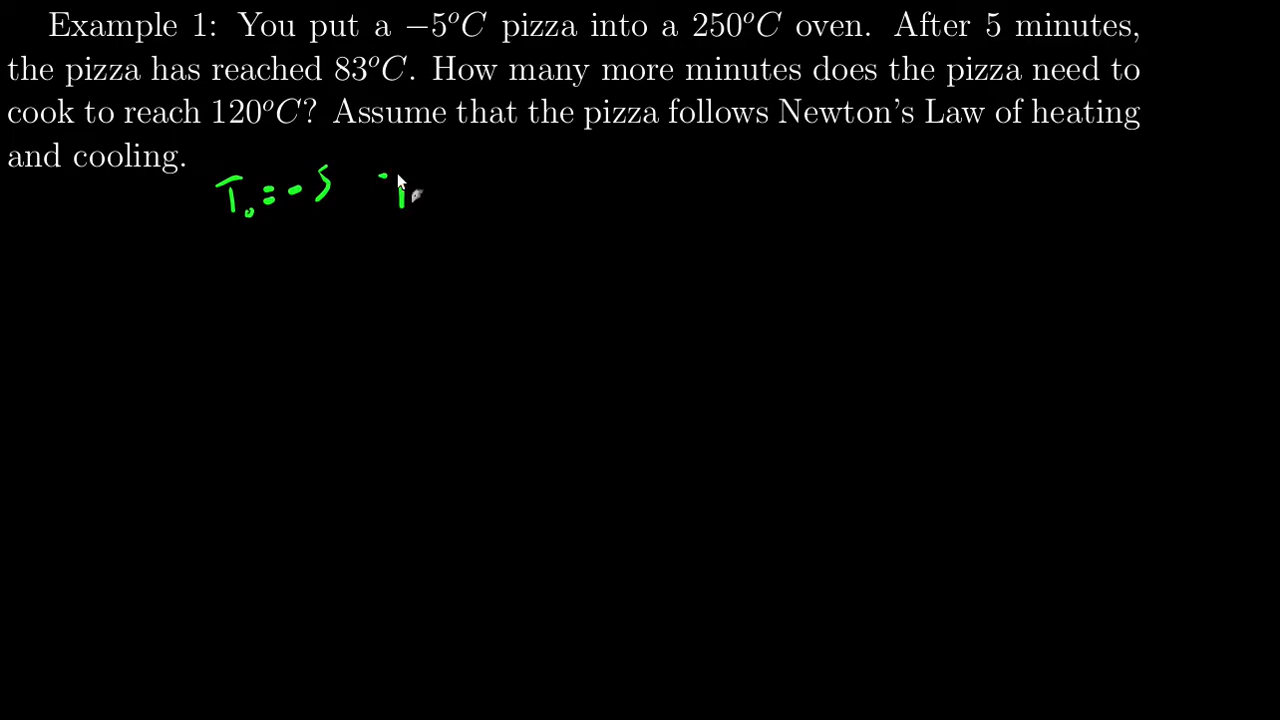 Example 1: You put a −5°C pizza into a 250°C oven. After 5 minutes,
the pizza has reached 83°C. How many more minutes does the pizza need to
cook to reach 120°C? Assume that the pizza follows Newton's Law of heating
and cooling.
T₀ = - 5 T